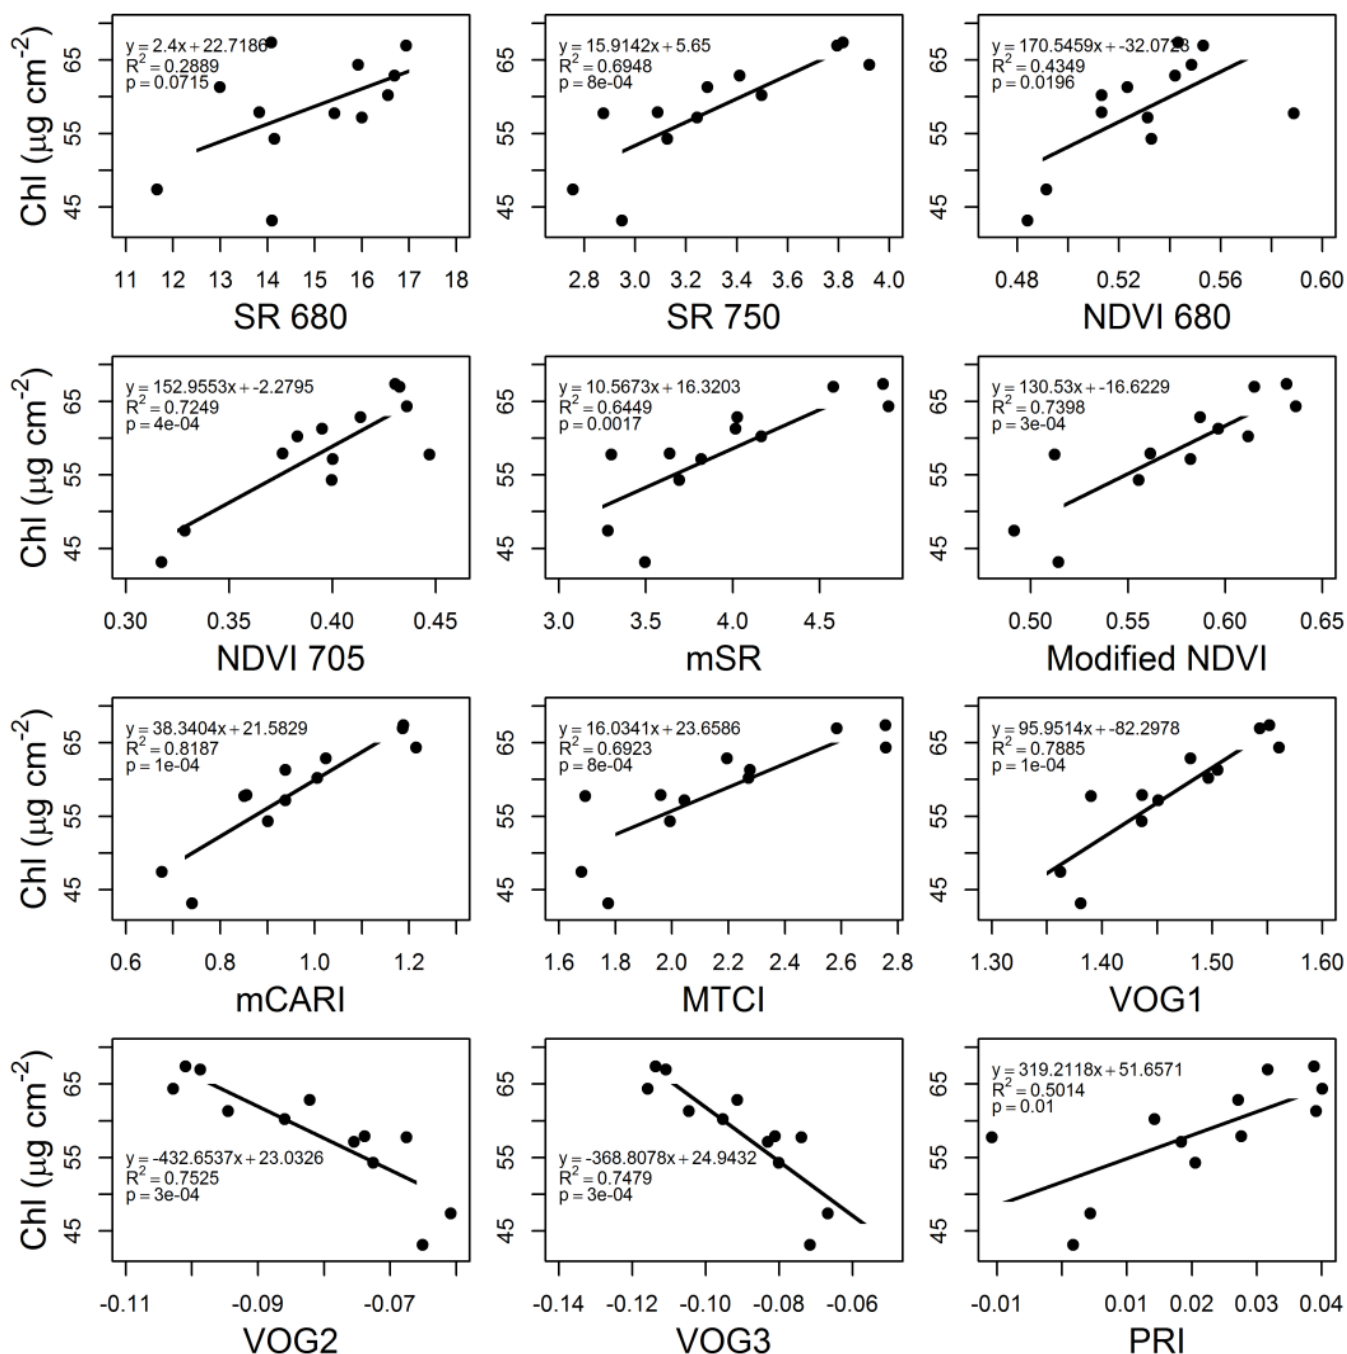 Chl (μg cm⁻²)
65
55
45
y = 2.4x + 22.7186
R² = 0.2889
p = 0.0715
11 12 13 14 15 16 17 18
SR 680
y = 15.9142x + 5.65
R² = 0.6948
p = 8e-04
65
55
45
2.8 3.0 3.2 3.4 3.6 3.8 4.0
SR 750
y = 170.5459x + -32.0728
R² = 0.4349
p = 0.0196
65
55
45
0.48 0.52 0.56 0.60
NDVI 680
Chl (μg cm⁻²)
65
55
45
y = 152.9553x + -2.2795
R² = 0.7249
p = 4e-04
0.30 0.35 0.40 0.45
NDVI 705
y = 10.5673x + 16.3203
R² = 0.6449
p = 0.0017
65
55
45
3.0 3.5 4.0 4.5
mSR
y = 130.53x + -16.6229
R² = 0.7398
p = 3e-04
65
55
45
0.50 0.55 0.60 0.65
Modified NDVI
Chl (μg cm⁻²)
65
55
45
y = 38.3404x + 21.5829
R² = 0.8187
p = 1e-04
0.6 0.8 1.0 1.2
mCARI
y = 16.0341x + 23.6586
R² = 0.6923
p = 8e-04
65
55
45
1.6 2.0 2.2 2.4 2.6 2.8
MTCI
y = 95.9514x + -82.2978
R² = 0.7885
p = 1e-04
65
55
45
1.30 1.40 1.50 1.60
VOG1
Chl (μg cm⁻²)
65
55
45
y = -432.6537x + 23.0326
R² = 0.7525
p = 3e-04
-0.11 -0.09 -0.07
VOG2
y = -368.8078x + 24.9432
R² = 0.7479
p = 3e-04
65
55
45
-0.14 -0.12 -0.10 -0.08 -0.06
VOG3
y = 319.2118x + 51.6571
R² = 0.5014
p = 0.01
65
55
45
-0.01 0.01 0.02 0.03 0.04
PRI